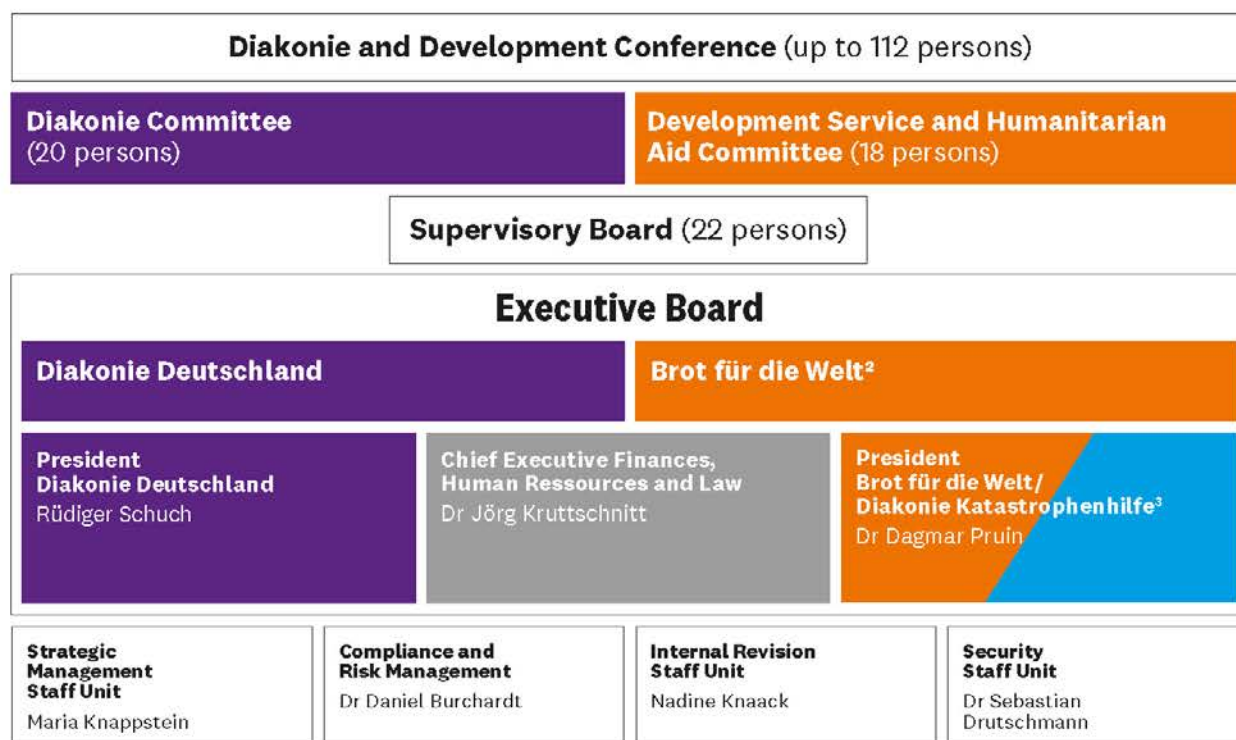 Diakonie and Development Conference (up to 112 persons)
Diakonie Committee
(20 persons)
Development Service and Humanitarian
Aid Committee (18 persons)
Supervisory Board (22 persons)
Executive Board
Diakonie Deutschland
Brot für die Welt²
President
Diakonie Deutschland
Rüdiger Schuch
Chief Executive Finances,
Human Ressources and Law
Dr Jörg Kruttschnitt
President
Brot für die Welt/
Diakonie Katastrophenhilfe³
Dr Dagmar Pruin
Strategic
Management
Staff Unit
Maria Knappstein
Compliance and
Risk Management
Dr Daniel Burchardt
Internal Revision
Staff Unit
Nadine Knaack
Security
Staff Unit
Dr Sebastian
Drutschmann